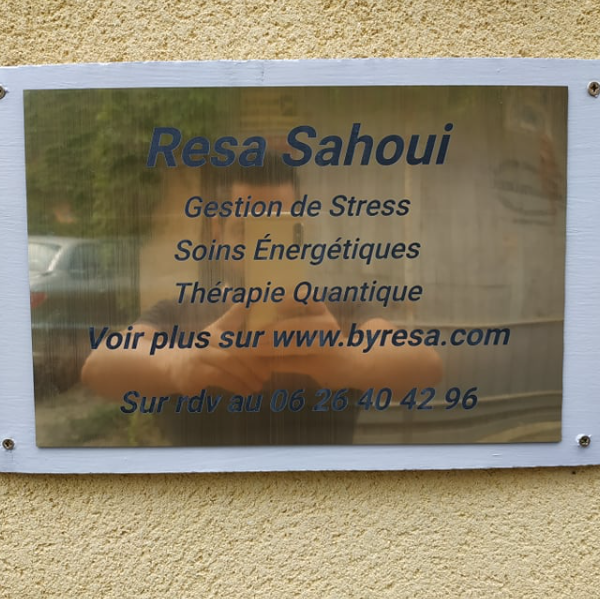 Resa Sahoui
Gestion de Stress
Soins Énergétiques
Thérapie Quantique
Voir plus sur www.byresa.com
Sur rdv au 06 26 40 42 96